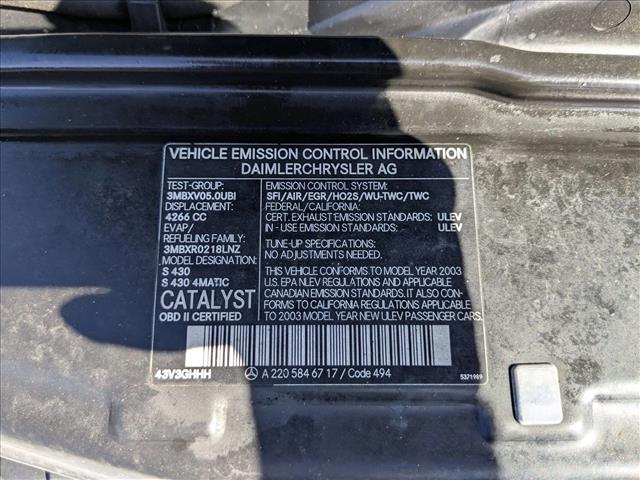 VEHICLE EMISSION CONTROL INFORMATION
DAIMLERCHRYSLER AG
TEST-GROUP:
3MBXV05.0UBI
4266 CC
EVAP/
REFUELING FAMILY:
3MBXR0218LNZ
MODEL DESIGNATION:
S 430
S 430 4MATIC
CATALYST
OBD II CERTIFIED
EMISSION CONTROL SYSTEM:
SFI/AIR/EGR/HO2S/WU-TWC/TWC
FEDERAL/CALIFORNIA:
CERT. EXHAUST EMISSION STANDARDS: ULEV
IN - USE EMISSION STANDARDS: ULEV
TUNE-UP SPECIFICATIONS:
NO ADJUSTMENTS NEEDED.
THIS VEHICLE CONFORMS TO MODEL YEAR 2003
U.S. EPA NLEV REGULATIONS AND APPLICABLE
CANADIAN EMISSION STANDARDS. IT ALSO CON-
FORMS TO CALIFORNIA REGULATIONS APPLICABLE
TO 2003 MODEL YEAR NEW ULEV PASSENGER CARS.
43V3GHHH
A 220 584 67 17 / Code 494
5371989